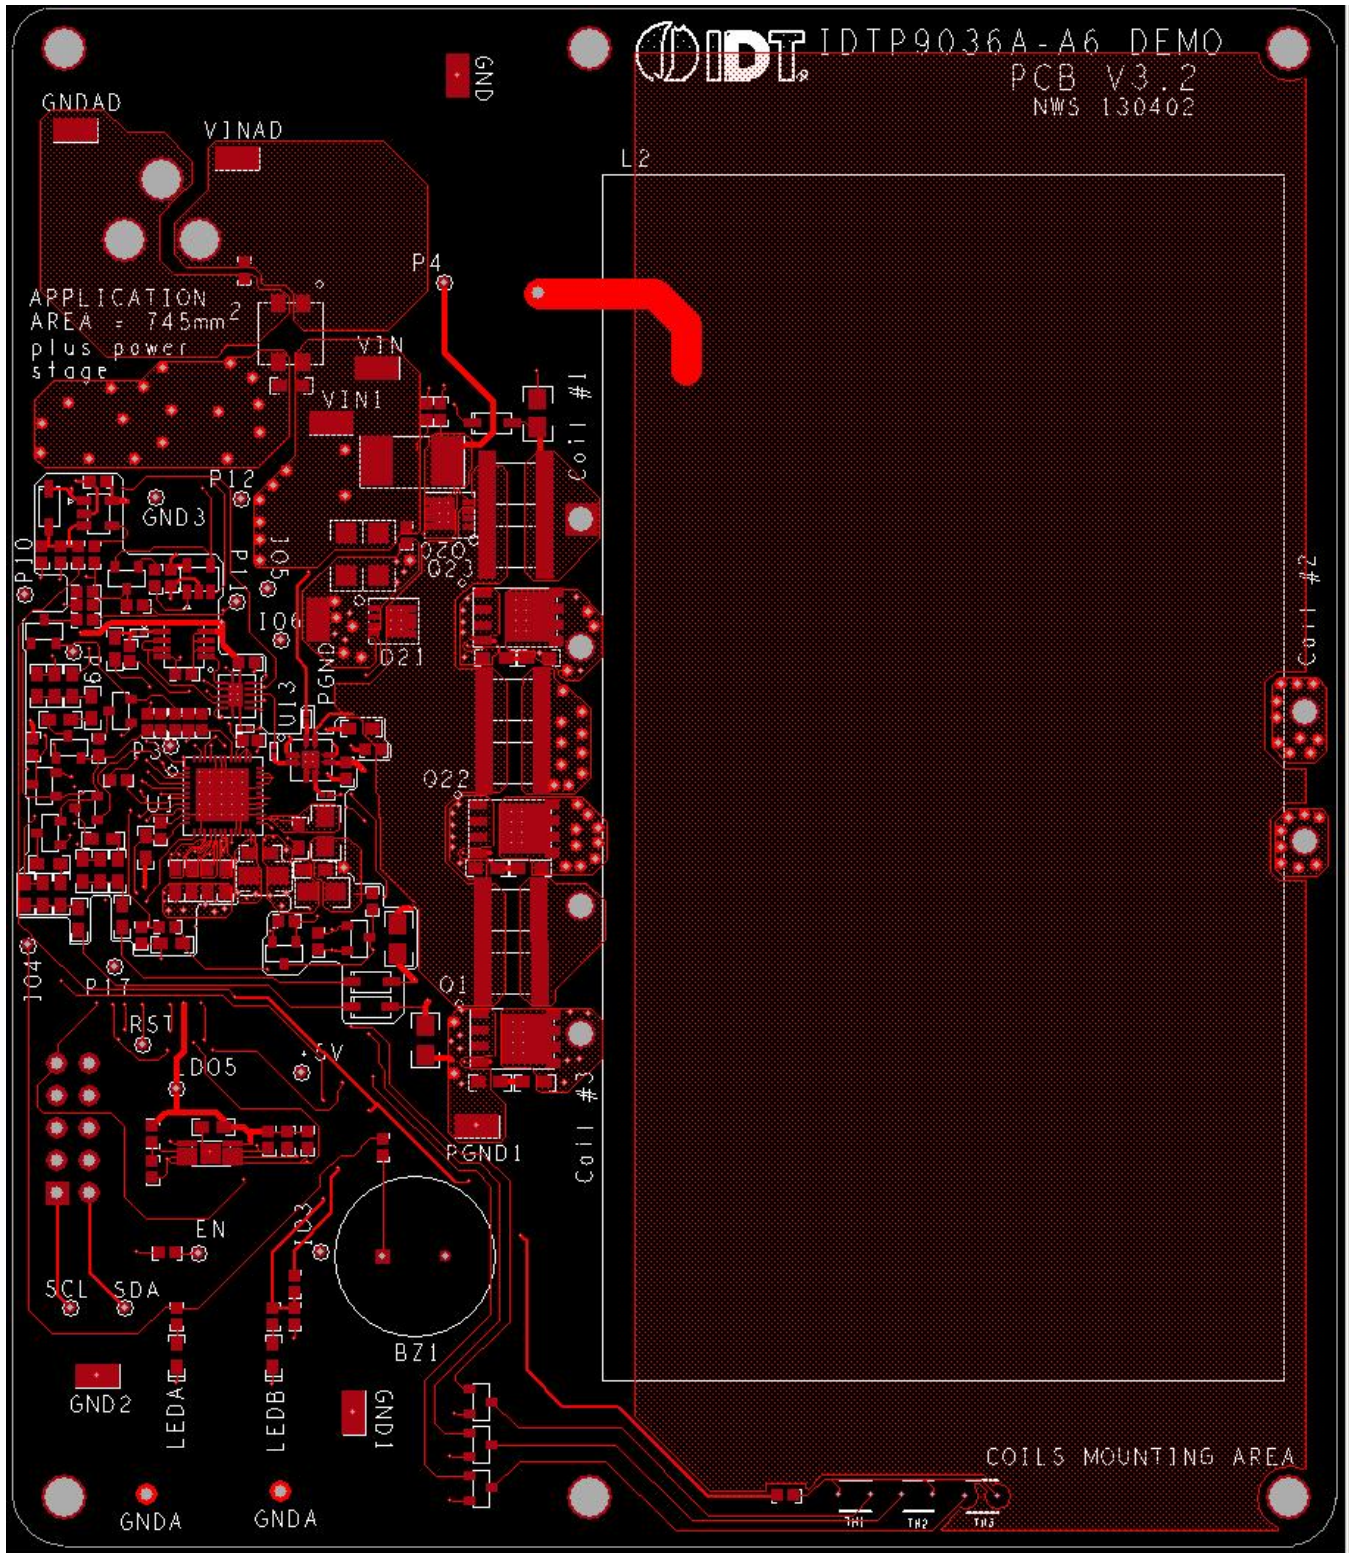 IDT® IDTP9036A-A6 DEMO
PCB V3.2
NWS 130402
GND
GNDAD
VINAD
L2
P4
APPLICATION
AREA = 745mm²
plus power
stage
VIN
VIN1
Coil #1
P12
GND3
P10
P11
IO5
Q20
Q23
IO6
D21
PGND
Coil #2
R9
U13
P3
Q22
U1
IO4
P17
Q1
RST
+5V
LDO5
PGND1
Coil #3
EN
IO3
SCL
SDA
BZ1
GND2
LEDA
LEDB
GND1
COILS MOUNTING AREA
GNDA
GNDA
TH1
TH2
TH3